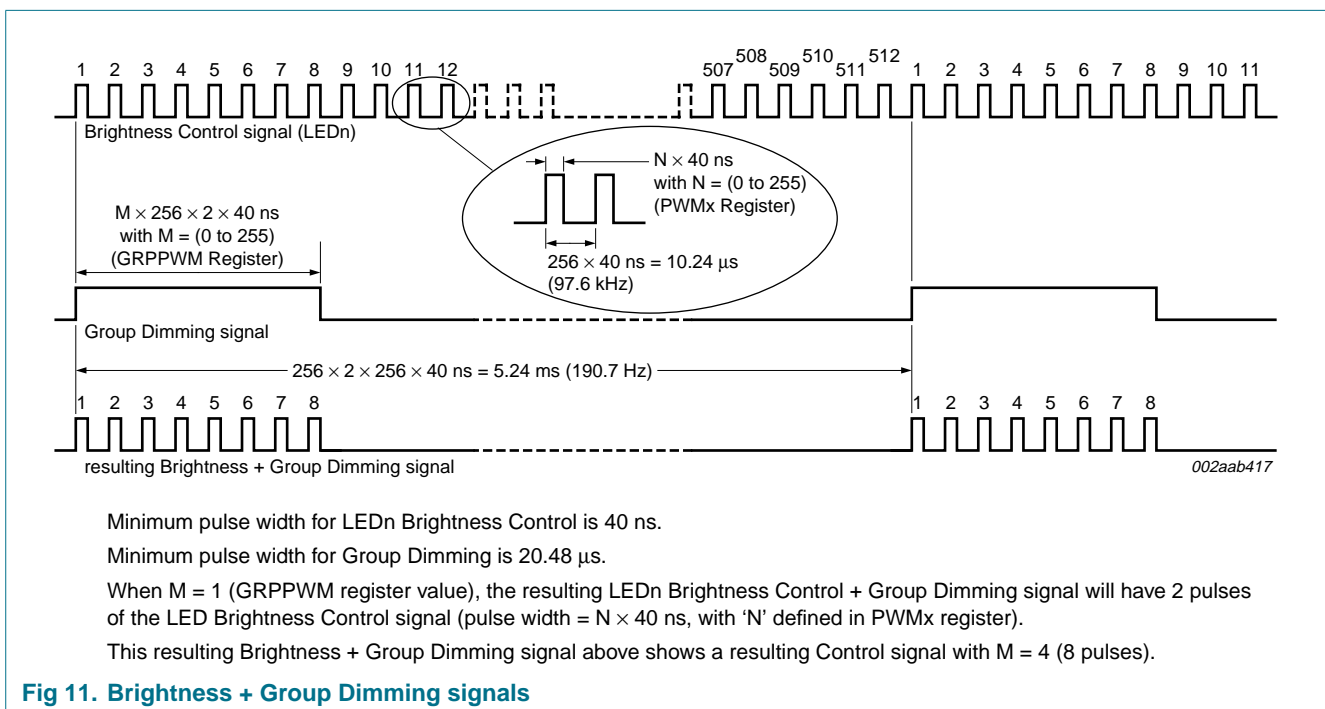 1 2 3 4 5 6 7 8 9 10 11 12 507 508 509 510 511 512 1 2 3 4 5 6 7 8 9 10 11
Brightness Control signal (LEDn)
N × 40 ns
with N = (0 to 255)
(PWMx Register)
256 × 40 ns = 10.24 μs
(97.6 kHz)
M × 256 × 2 × 40 ns
with M = (0 to 255)
(GRPPWM Register)
Group Dimming signal
256 × 2 × 256 × 40 ns = 5.24 ms (190.7 Hz)
1 2 3 4 5 6 7 8 1 2 3 4 5 6 7 8
resulting Brightness + Group Dimming signal
002aab417
Minimum pulse width for LEDn Brightness Control is 40 ns.
Minimum pulse width for Group Dimming is 20.48 μs.
When M = 1 (GRPPWM register value), the resulting LEDn Brightness Control + Group Dimming signal will have 2 pulses
of the LED Brightness Control signal (pulse width = N × 40 ns, with ‘N’ defined in PWMx register).
This resulting Brightness + Group Dimming signal above shows a resulting Control signal with M = 4 (8 pulses).
Fig 11. Brightness + Group Dimming signals